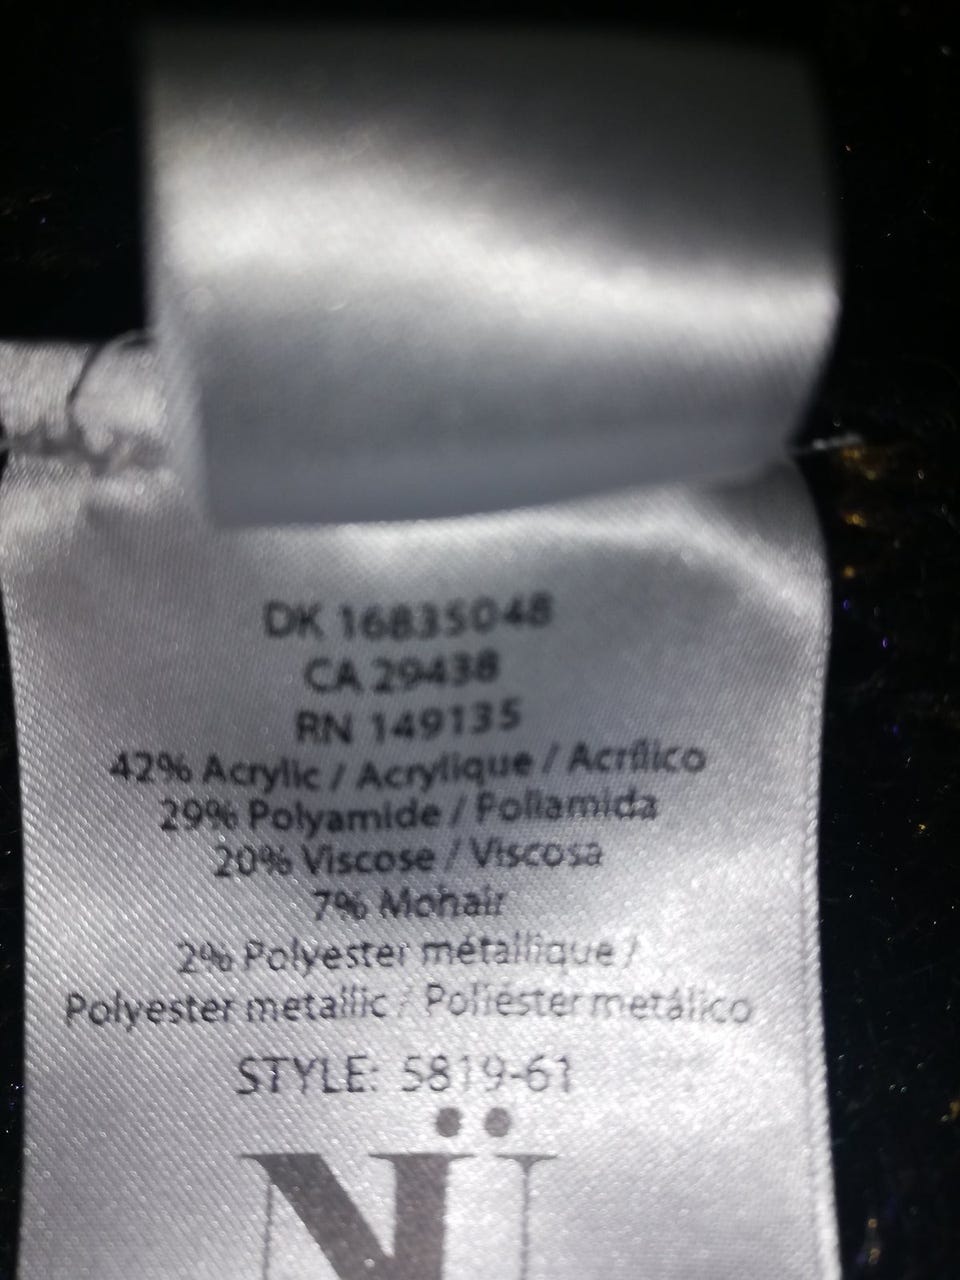 DK 16835048
CA 29438
RN 149135
42% Acrylic / Acrylique / Acrílico
29% Polyamide / Poliamida
20% Viscose / Viscosa
7% Mohair
2% Polyester métallique /
Polyester metallic / Poliéster metálico
STYLE: 5819-61